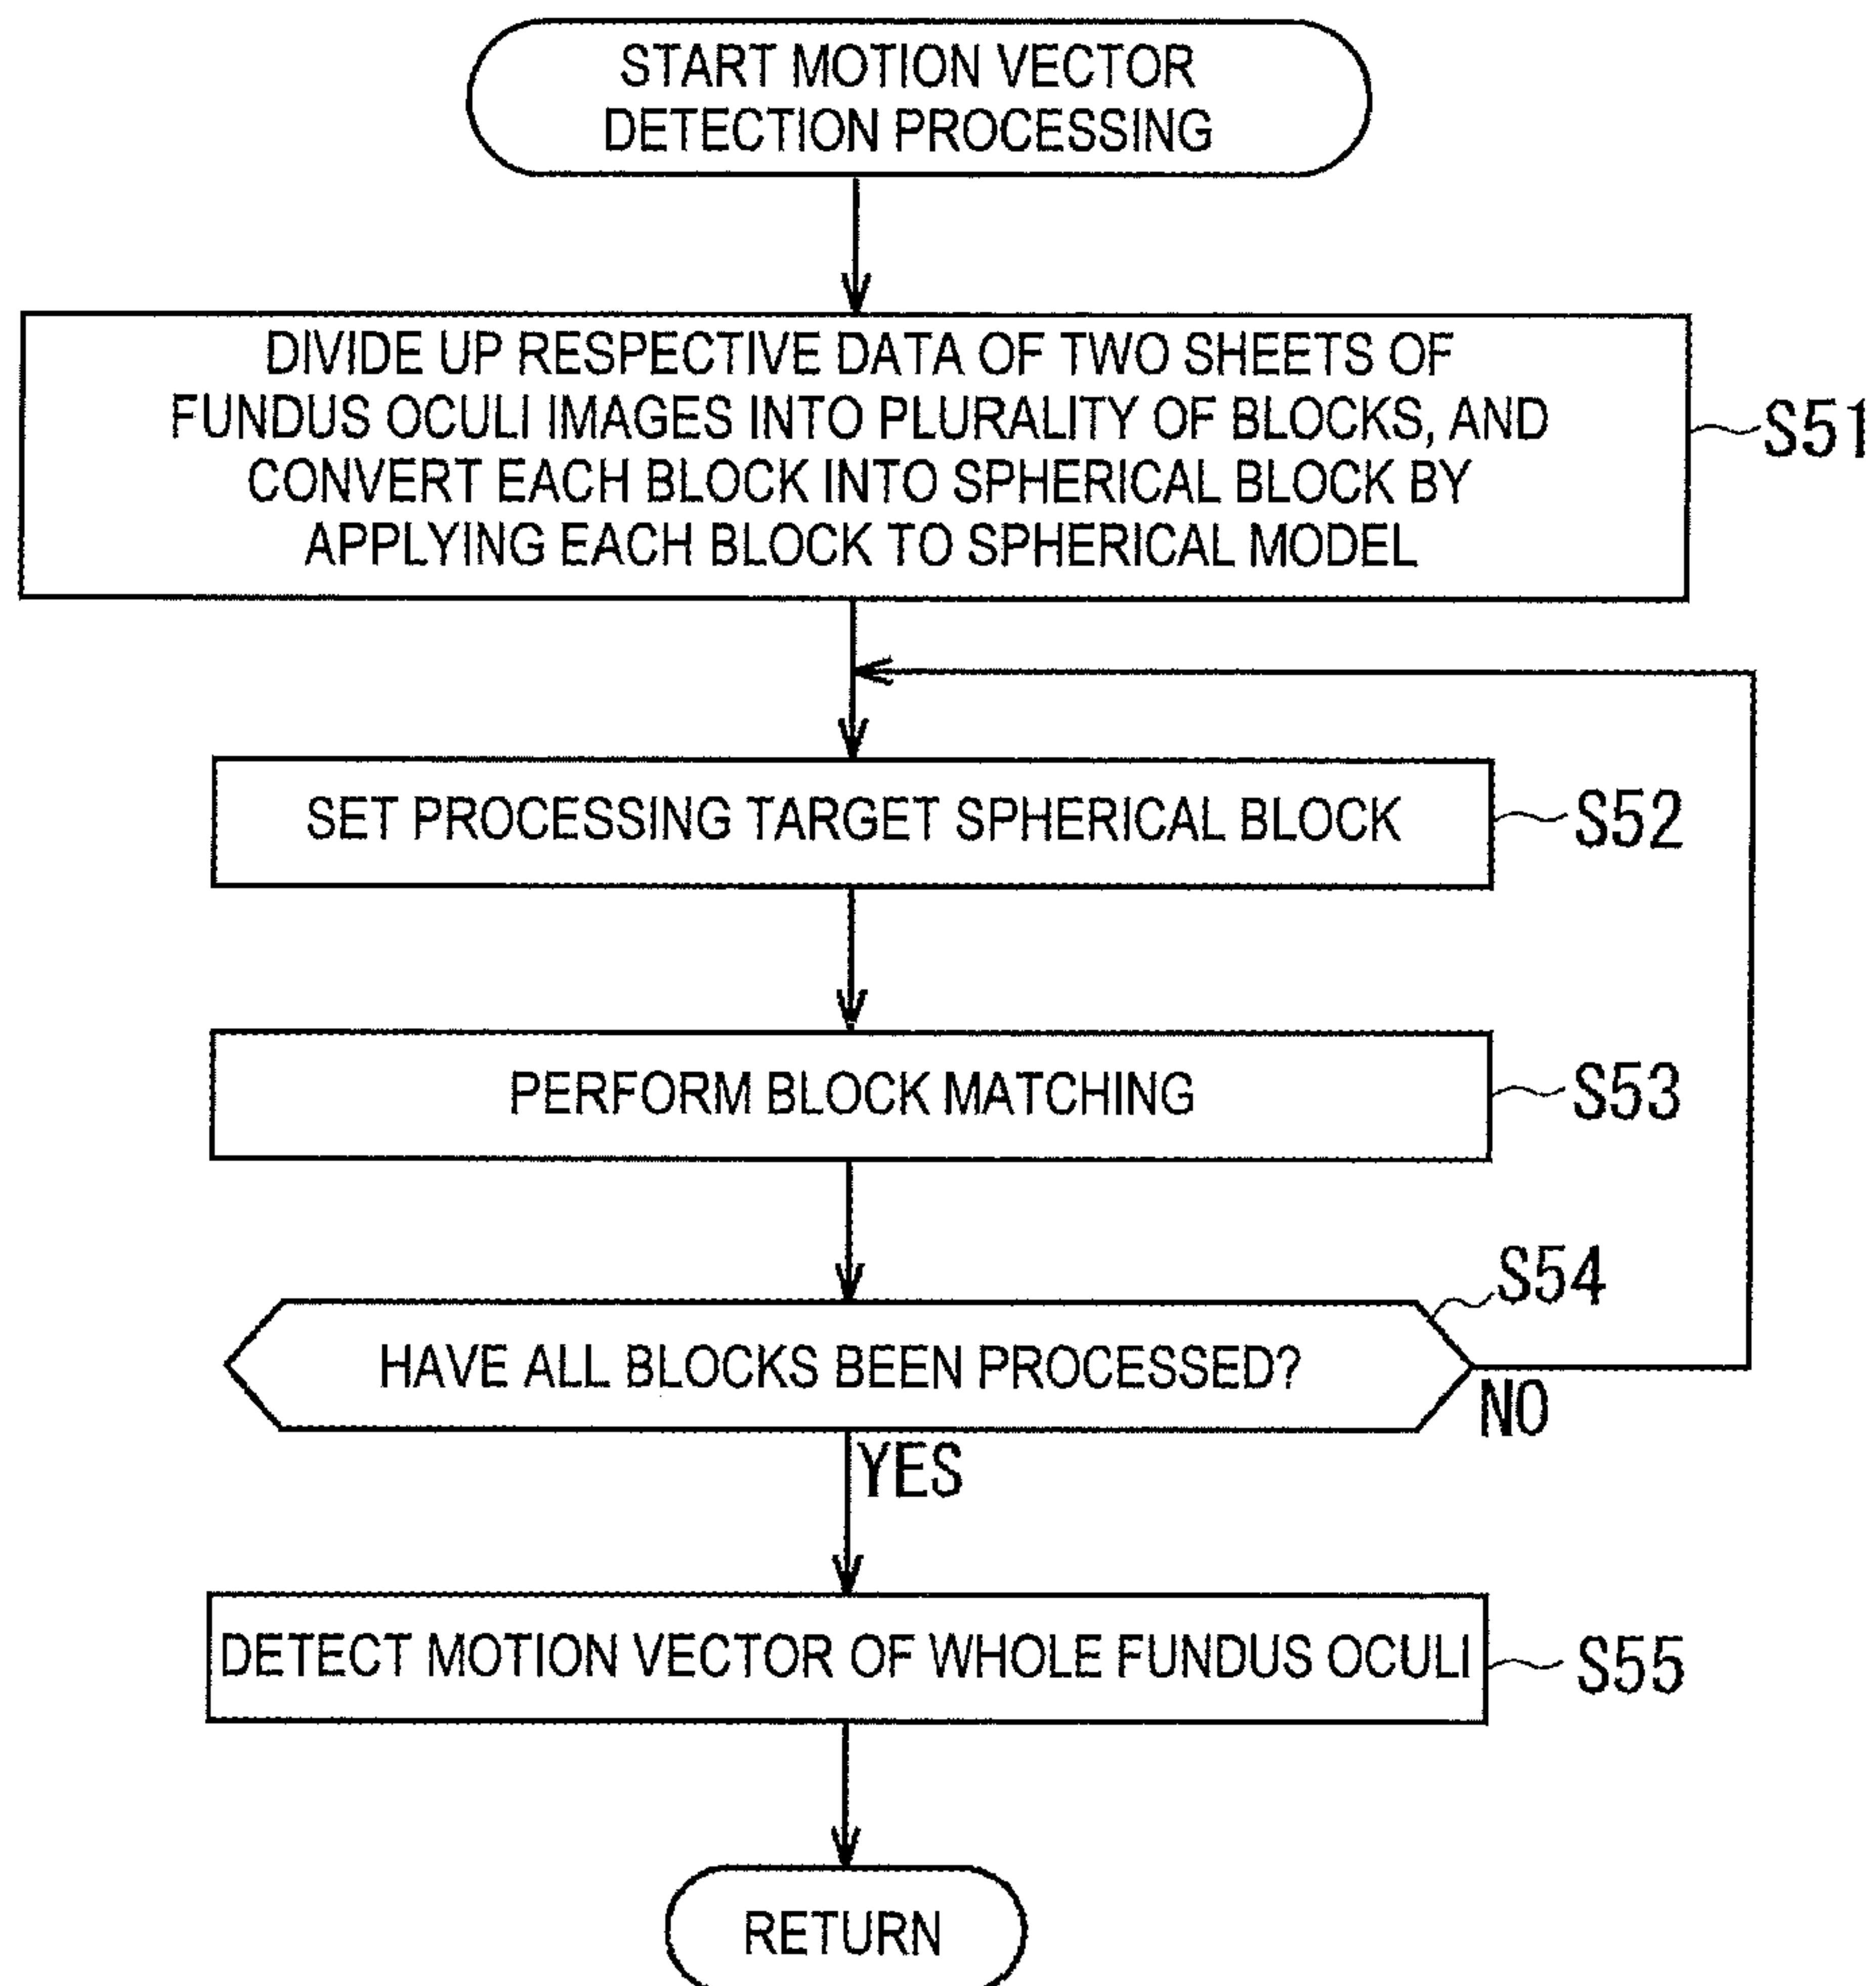 START MOTION VECTOR
DETECTION PROCESSING
DIVIDE UP RESPECTIVE DATA OF TWO SHEETS OF
FUNDUS OCULI IMAGES INTO PLURALITY OF BLOCKS, AND
CONVERT EACH BLOCK INTO SPHERICAL BLOCK BY
APPLYING EACH BLOCK TO SPHERICAL MODEL
S51
SET PROCESSING TARGET SPHERICAL BLOCK
S52
PERFORM BLOCK MATCHING
S53
S54
HAVE ALL BLOCKS BEEN PROCESSED?
NO
YES
DETECT MOTION VECTOR OF WHOLE FUNDUS OCULI
S55
RETURN